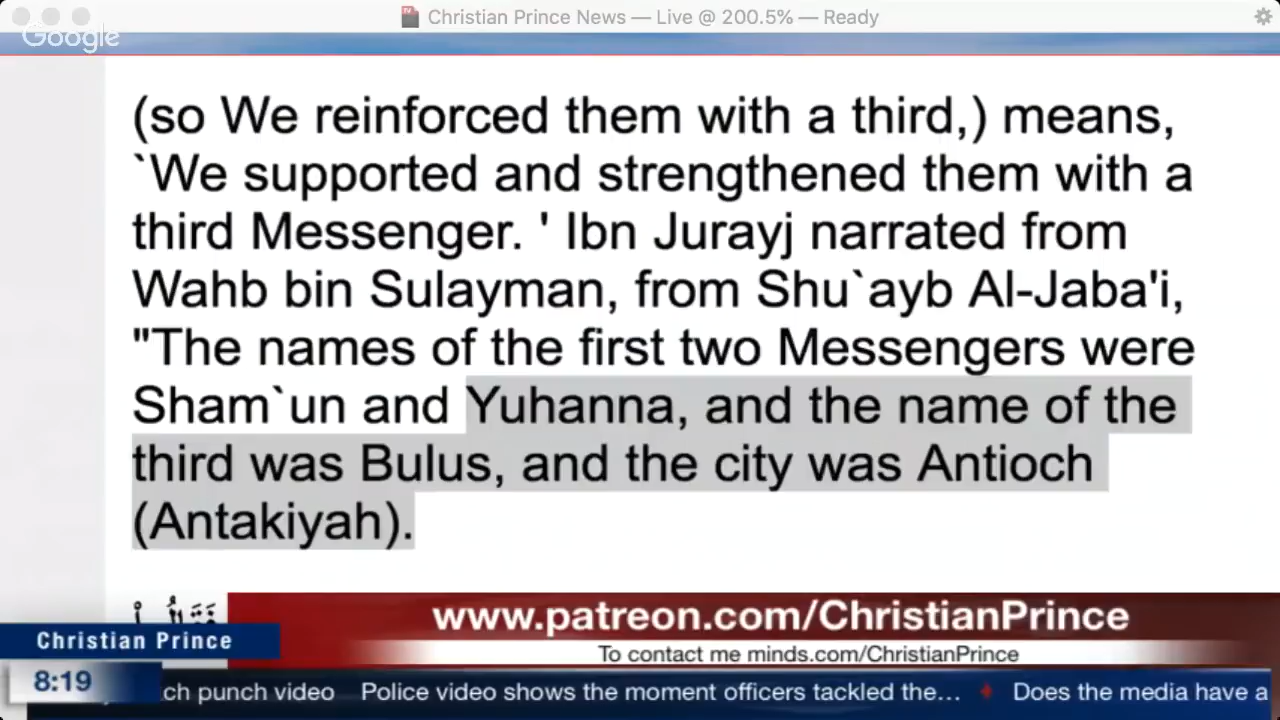 Christian Prince News — Live @ 200.5% — Ready
Google
(so We reinforced them with a third,) means,
`We supported and strengthened them with a
third Messenger. ' Ibn Jurayj narrated from
Wahb bin Sulayman, from Shu`ayb Al-Jaba'i,
"The names of the first two Messengers were
Sham`un and Yuhanna, and the name of the
third was Bulus, and the city was Antioch
(Antakiyah).
www.patreon.com/ChristianPrince
Christian Prince
To contact me minds.com/ChristianPrince
8:19
ch punch video Police video shows the moment officers tackled the... Does the media have a